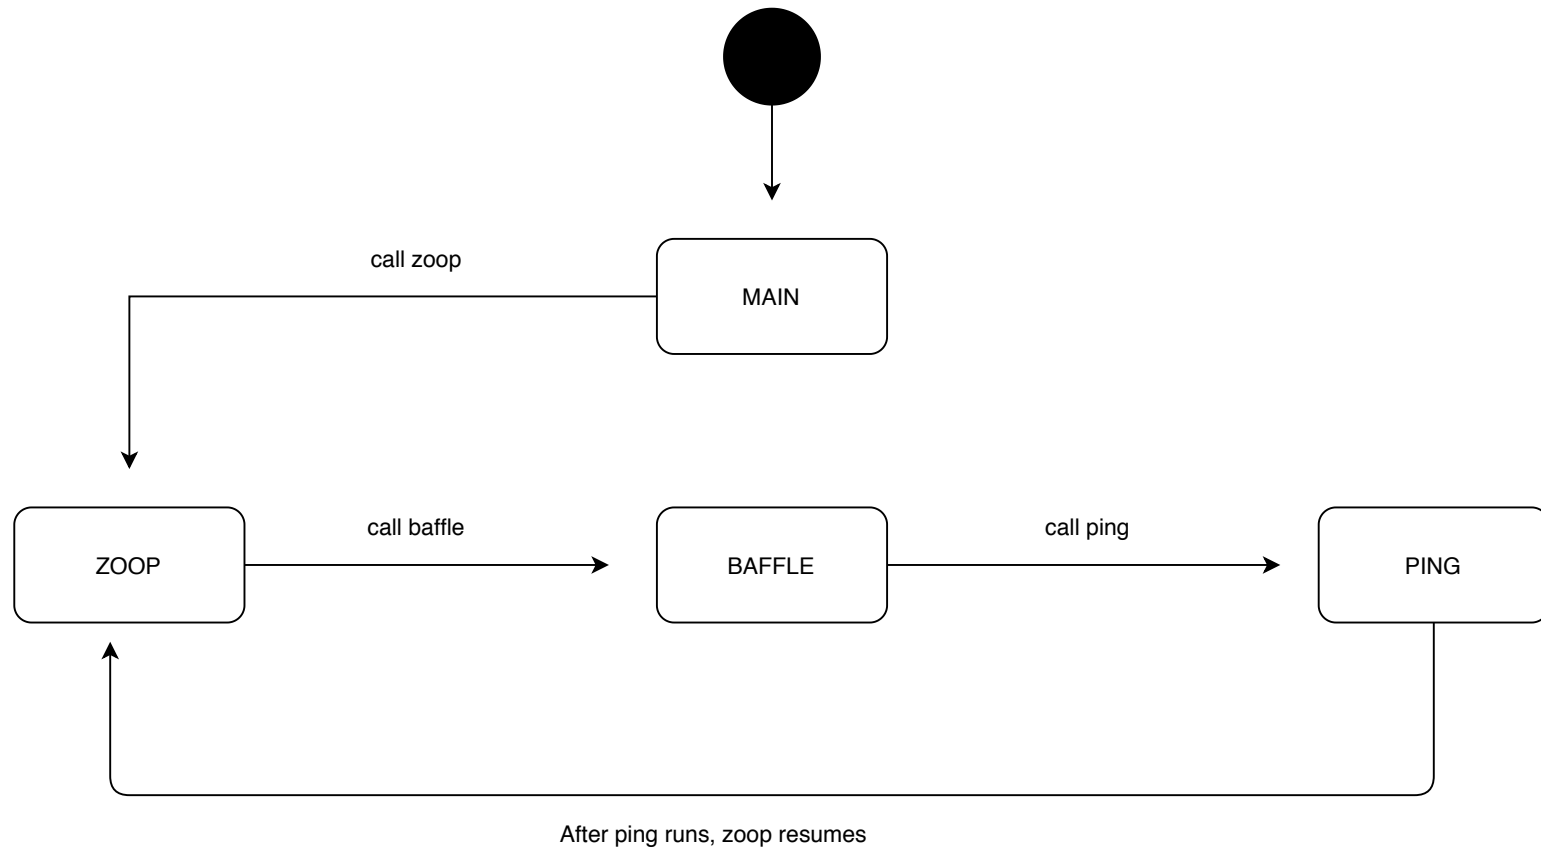 call zoop
MAIN
call baffle
call ping
ZOOP
BAFFLE
PING
After ping runs, zoop resumes